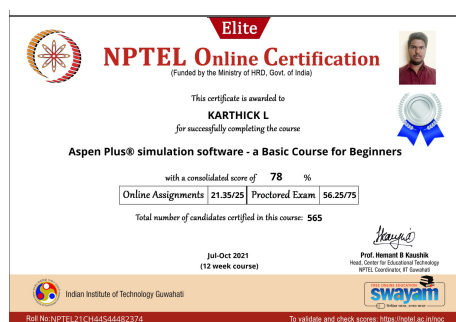 Elite
NPTEL Online Certification
(Funded by the Ministry of HRD, Govt. of India)
This certificate is awarded to
KARTHICK L
for successfully completing the course
Aspen Plus® simulation software - a Basic Course for Beginners
with a consolidated score of 78 %
Online Assignments 21.35/25 Proctored Exam 56.25/75
Total number of candidates certified in this course: 565
Jul-Oct 2021
(12 week course)
Prof. Hemant B Kaushik
Head, Center for Educational Technology
NPTEL Coordinator, IIT Guwahati
Indian Institute of Technology Guwahati
FREE ONLINE EDUCATION
swayam
Roll No:NPTEL21CH44S44482374
To validate and check scores: https://nptel.ac.in/noc